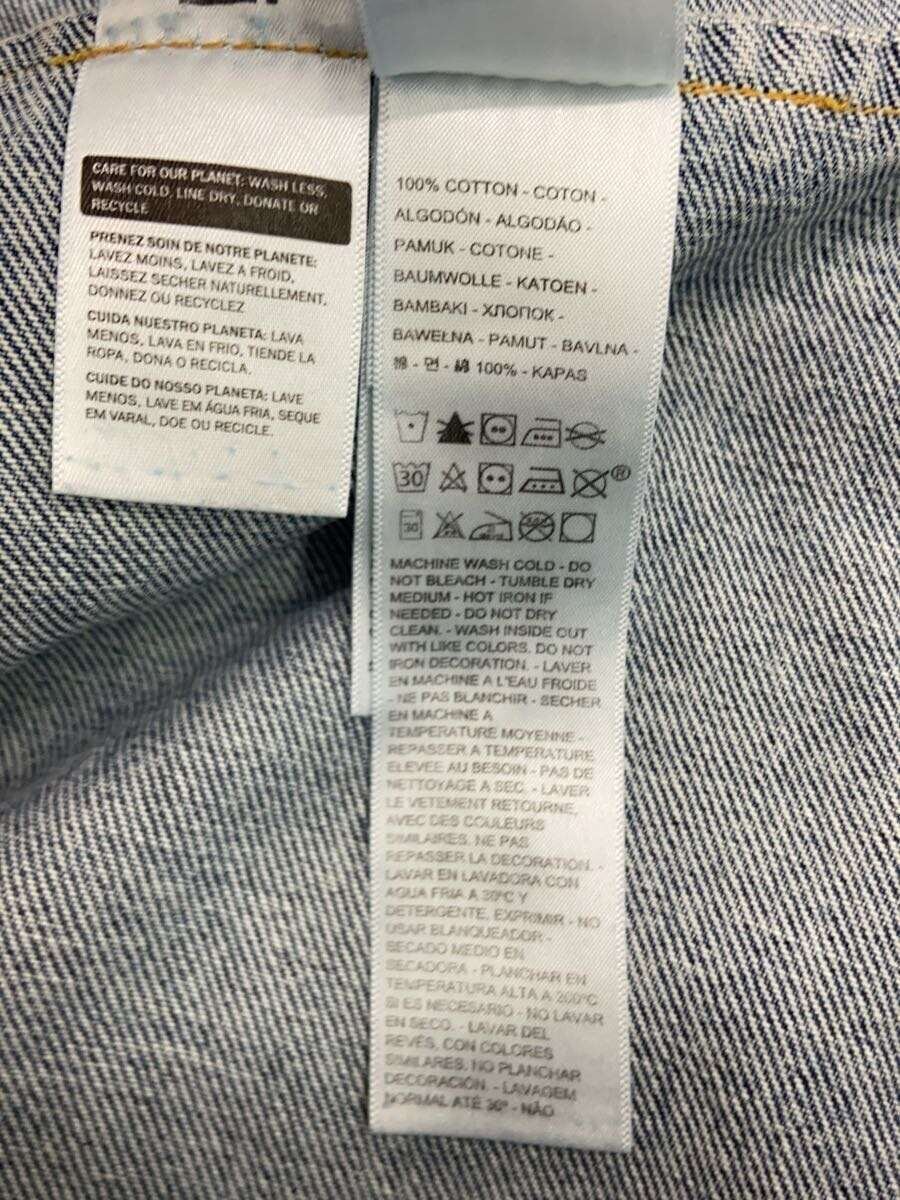 CARE FOR OUR PLANET: WASH LESS,
WASH COLD, LINE DRY, DONATE OR
RECYCLE
PRENEZ SOIN DE NOTRE PLANETE:
LAVEZ MOINS, LAVEZ A FROID,
LAISSEZ SECHER NATURELLEMENT,
DONNEZ OU RECYCLEZ
CUIDA NUESTRO PLANETA: LAVA
MENOS, LAVA EN FRIO, TIENDE LA
ROPA, DONA O RECICLA.
CUIDE DO NOSSO PLANETA: LAVE
MENOS, LAVE EM ÁGUA FRIA, SEQUE
EM VARAL, DOE OU RECICLE.
100% COTTON - COTON -
ALGODÓN - ALGODÃO -
PAMUK - COTONE -
BAUMWOLLE - KATOEN -
BAMBAKI - ХЛОПОК -
BAWEŁNA - PAMUT - BAVLNA -
棉 - 면 - 綿 100% - KAPAS
30
®
30
MACHINE WASH COLD - DO
NOT BLEACH - TUMBLE DRY
MEDIUM - HOT IRON IF
NEEDED - DO NOT DRY
CLEAN. - WASH INSIDE OUT
WITH LIKE COLORS. DO NOT
IRON DECORATION. - LAVER
EN MACHINE A L'EAU FROIDE
- NE PAS BLANCHIR - SECHER
EN MACHINE A
TEMPERATURE MOYENNE -
REPASSER A TEMPERATURE
ELEVEE AU BESOIN - PAS DE
NETTOYAGE A SEC. - LAVER
LE VETEMENT RETOURNE,
AVEC DES COULEURS
SIMILAIRES. NE PAS
REPASSER LA DECORATION. -
LAVAR EN LAVADORA CON
AGUA FRIA A 30ºC Y
DETERGENTE, EXPRIMIR - NO
USAR BLANQUEADOR -
SECADO MEDIO EN
SECADORA - PLANCHAR EN
TEMPERATURA ALTA A 200ºC
SI ES NECESARIO - NO LAVAR
EN SECO. - LAVAR DEL
REVÉS, CON COLORES
SIMILARES. NO PLANCHAR
DECORACIÓN. - LAVAGEM
NORMAL ATÉ 30º - NÃO